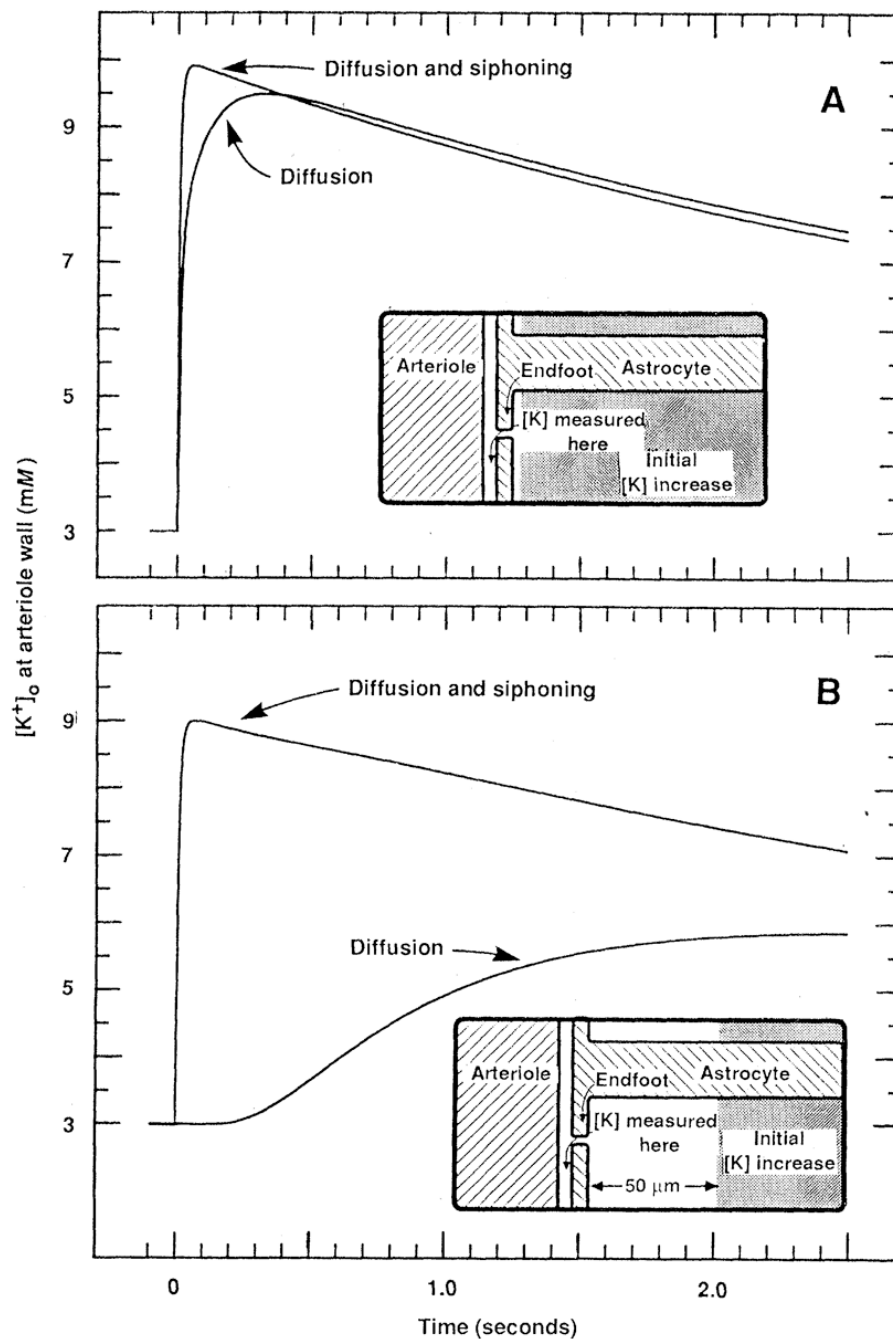 A
Diffusion and siphoning
Diffusion
9
7
5
3
Arteriole
Endfoot
Astrocyte
[K] measured
here
Initial
[K] increase
[K⁺]ₒ at arteriole wall (mM)
B
Diffusion and siphoning
9
7
Diffusion
5
3
Arteriole
Endfoot
Astrocyte
[K] measured
here
Initial
[K] increase
50 μm
0
1.0
2.0
Time (seconds)